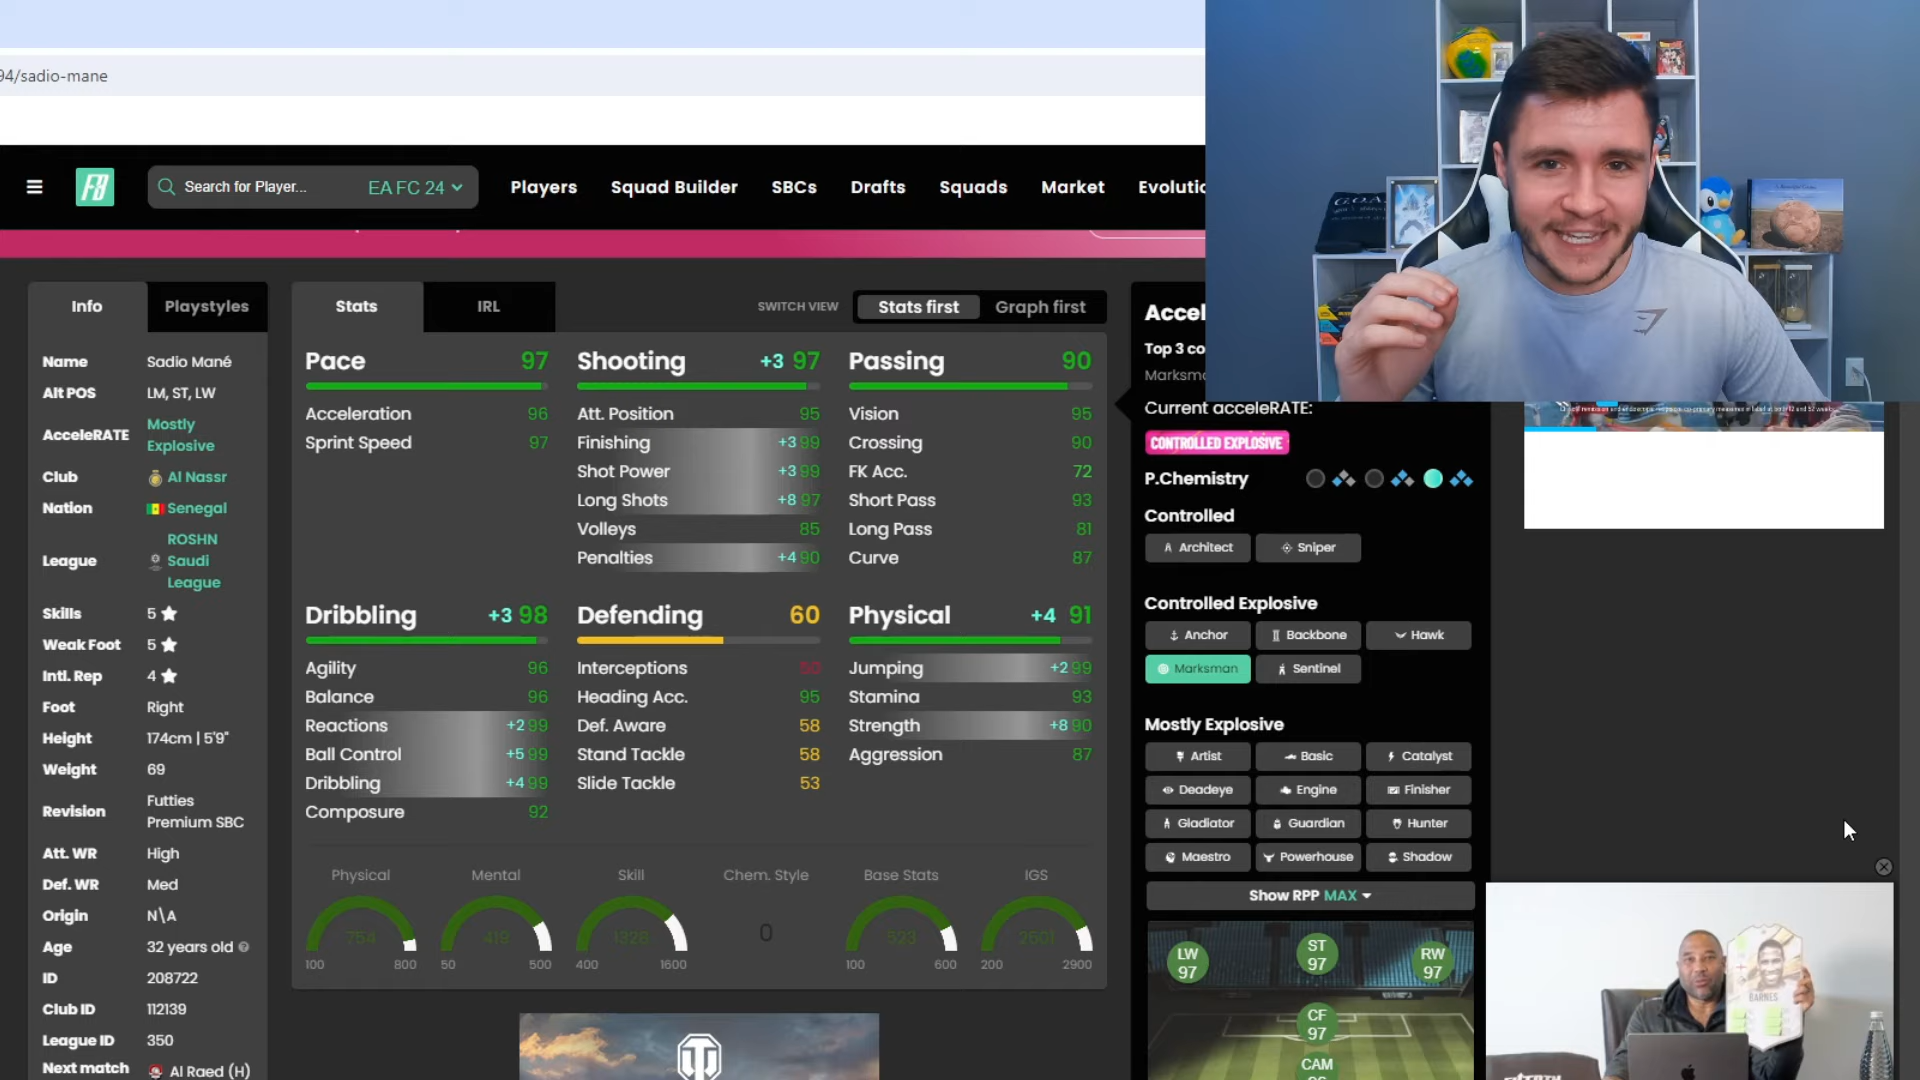 94/sadio-mane
Search for Player...
EA FC 24
Players
Squad Builder
SBCs
Drafts
Squads
Market
Evolutio
Info
Playstyles
Name Sadio Mané
Alt POS LM, ST, LW
AcceleRATE Mostly
Explosive
Club Al Nassr
Nation Senegal
League ROSHN
Saudi
League
Skills 5
Weak Foot 5
Intl. Rep 4
Foot Right
Height 174cm | 5'9"
Weight 69
Revision Futties
Premium SBC
Att. WR High
Def. WR Med
Origin N\A
Age 32 years old
ID 208722
Club ID 112139
League ID 350
Next match Al Raed (H)
Stats
IRL
SWITCH VIEW
Stats first
Graph first
Pace 97
Acceleration 96
Sprint Speed 97
Shooting +3 97
Att. Position 95
Finishing +3 99
Shot Power +3 99
Long Shots +8 97
Volleys 85
Penalties +4 90
Passing 90
Vision 95
Crossing 90
FK Acc. 72
Short Pass 93
Long Pass 81
Curve 87
Dribbling +3 98
Agility 96
Balance 96
Reactions +2 99
Ball Control +5 99
Dribbling +4 99
Composure 92
Defending 60
Interceptions 50
Heading Acc. 95
Def. Aware 58
Stand Tackle 58
Slide Tackle 53
Physical +4 91
Jumping +2 99
Stamina 93
Strength +8 90
Aggression 87
Physical
754
100 800
Mental
419
50 500
Skill
1328
400 1600
Chem. Style
0
Base Stats
523
100 600
IGS
2501
200 2900
Accel
Top 3 co
Marksm
Current acceleRATE:
CONTROLLED EXPLOSIVE
P.Chemistry
Controlled
Architect
Sniper
Controlled Explosive
Anchor
Backbone
Hawk
Marksman
Sentinel
Mostly Explosive
Artist
Basic
Catalyst
Deadeye
Engine
Finisher
Gladiator
Guardian
Hunter
Maestro
Powerhouse
Shadow
Show RPP MAX
LW
97
ST
97
RW
97
CF
97
CAM
G.O.A.
BARNES